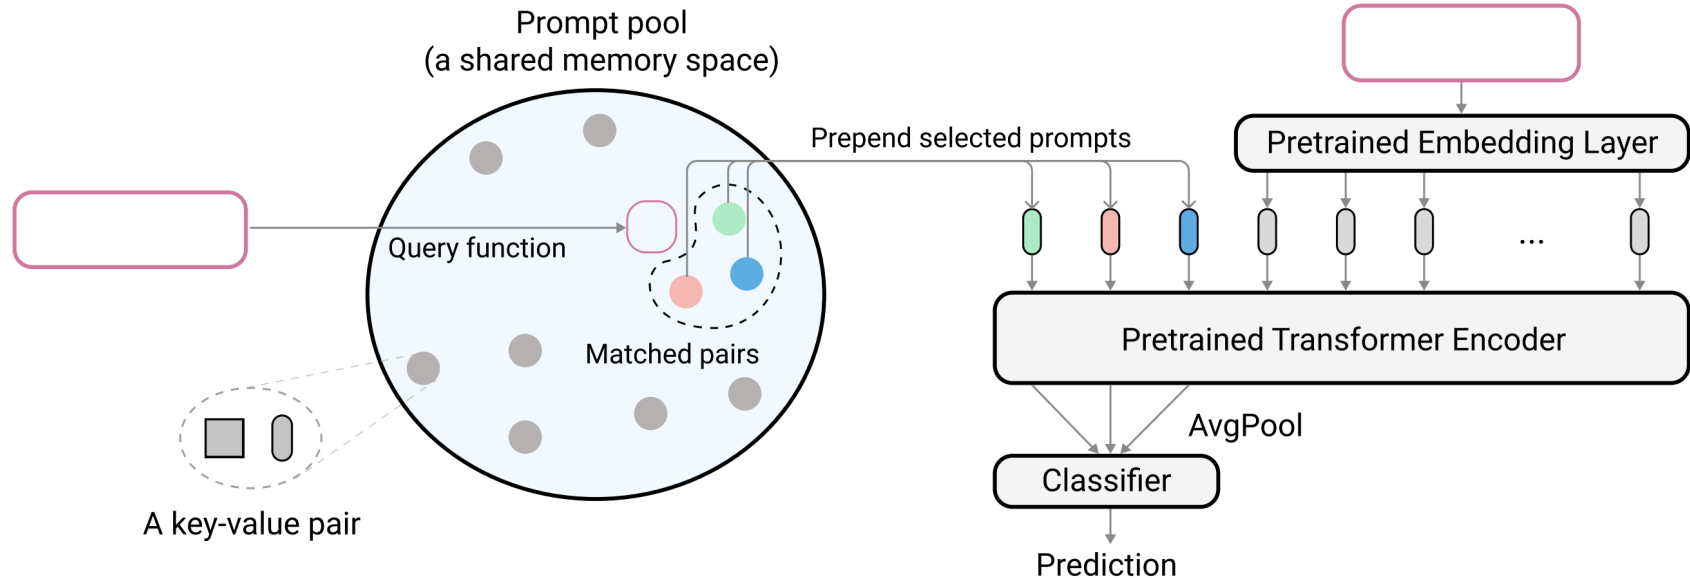 Prompt pool
(a shared memory space)
Prepend selected prompts
Pretrained Embedding Layer
Query function
...
Matched pairs
Pretrained Transformer Encoder
AvgPool
Classifier
A key-value pair
Prediction